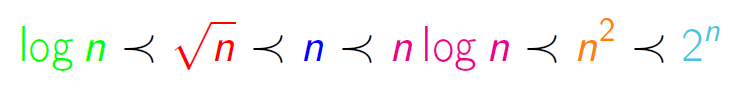 log n ≺ √n ≺ n ≺ n log n ≺ n² ≺ 2ⁿ